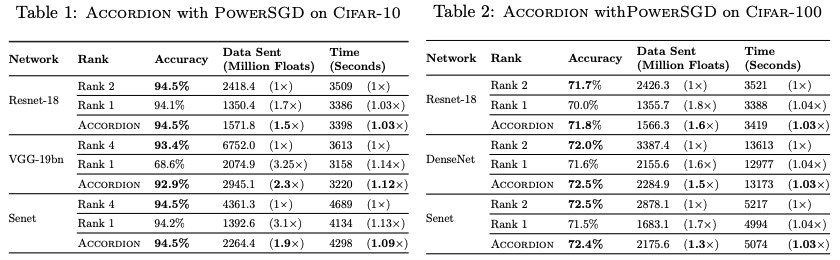 Table 1: ACCORDION with POWERSGD on CIFAR-10
Network Rank Accuracy Data Sent (Million Floats) Time (Seconds)
Resnet-18 Rank 2 94.5% 2418.4 (1×) 3509 (1×)
Rank 1 94.1% 1350.4 (1.7×) 3386 (1.03×)
ACCORDION 94.5% 1571.8 (1.5×) 3398 (1.03×)
VGG-19bn Rank 4 93.4% 6752.0 (1×) 3613 (1×)
Rank 1 68.6% 2074.9 (3.25×) 3158 (1.14×)
ACCORDION 92.9% 2945.1 (2.3×) 3220 (1.12×)
Senet Rank 4 94.5% 4361.3 (1×) 4689 (1×)
Rank 1 94.2% 1392.6 (3.1×) 4134 (1.13×)
ACCORDION 94.5% 2264.4 (1.9×) 4298 (1.09×)
Table 2: ACCORDION withPOWERSGD on CIFAR-100
Network Rank Accuracy Data Sent (Million Floats) Time (Seconds)
Resnet-18 Rank 2 71.7% 2426.3 (1×) 3521 (1×)
Rank 1 70.0% 1355.7 (1.8×) 3388 (1.04×)
ACCORDION 71.8% 1566.3 (1.6×) 3419 (1.03×)
DenseNet Rank 2 72.0% 3387.4 (1×) 13613 (1×)
Rank 1 71.6% 2155.6 (1.6×) 12977 (1.04×)
ACCORDION 72.5% 2284.9 (1.5×) 13173 (1.03×)
Senet Rank 2 72.5% 2878.1 (1×) 5217 (1×)
Rank 1 71.5% 1683.1 (1.7×) 4994 (1.04×)
ACCORDION 72.4% 2175.6 (1.3×) 5074 (1.03×)